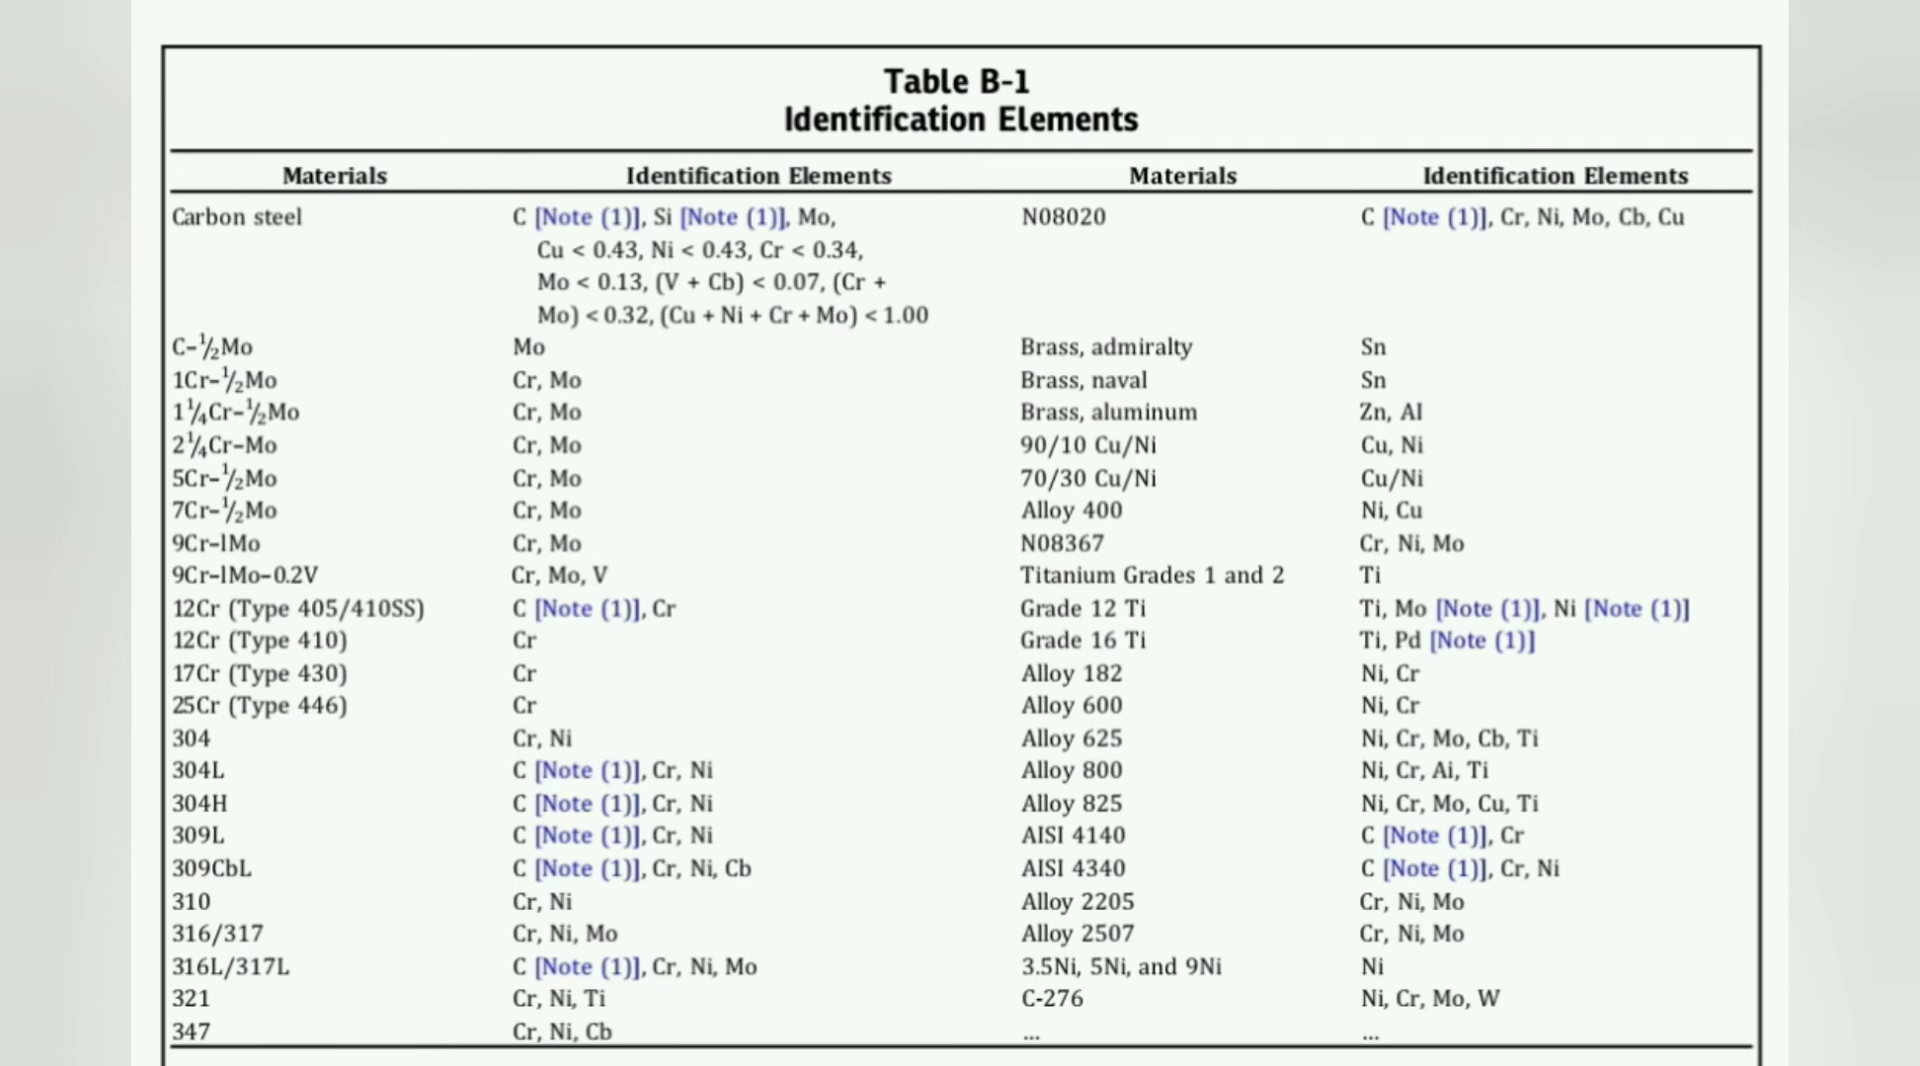 Table B-1
Identification Elements
Materials Identification Elements Materials Identification Elements
Carbon steel C [Note (1)], Si [Note (1)], Mo, N08020 C [Note (1)], Cr, Ni, Mo, Cb, Cu
Cu < 0.43, Ni < 0.43, Cr < 0.34,
Mo < 0.13, (V + Cb) < 0.07, (Cr +
Mo) < 0.32, (Cu + Ni + Cr + Mo) < 1.00
C–1/2Mo Mo Brass, admiralty Sn
1Cr–1/2Mo Cr, Mo Brass, naval Sn
1 1/4Cr–1/2Mo Cr, Mo Brass, aluminum Zn, AI
2 1/4Cr–Mo Cr, Mo 90/10 Cu/Ni Cu, Ni
5Cr–1/2Mo Cr, Mo 70/30 Cu/Ni Cu/Ni
7Cr–1/2Mo Cr, Mo Alloy 400 Ni, Cu
9Cr–lMo Cr, Mo N08367 Cr, Ni, Mo
9Cr–lMo–0.2V Cr, Mo, V Titanium Grades 1 and 2 Ti
12Cr (Type 405/410SS) C [Note (1)], Cr Grade 12 Ti Ti, Mo [Note (1)], Ni [Note (1)]
12Cr (Type 410) Cr Grade 16 Ti Ti, Pd [Note (1)]
17Cr (Type 430) Cr Alloy 182 Ni, Cr
25Cr (Type 446) Cr Alloy 600 Ni, Cr
304 Cr, Ni Alloy 625 Ni, Cr, Mo, Cb, Ti
304L C [Note (1)], Cr, Ni Alloy 800 Ni, Cr, Ai, Ti
304H C [Note (1)], Cr, Ni Alloy 825 Ni, Cr, Mo, Cu, Ti
309L C [Note (1)], Cr, Ni AISI 4140 C [Note (1)], Cr
309CbL C [Note (1)], Cr, Ni, Cb AISI 4340 C [Note (1)], Cr, Ni
310 Cr, Ni Alloy 2205 Cr, Ni, Mo
316/317 Cr, Ni, Mo Alloy 2507 Cr, Ni, Mo
316L/317L C [Note (1)], Cr, Ni, Mo 3.5Ni, 5Ni, and 9Ni Ni
321 Cr, Ni, Ti C-276 Ni, Cr, Mo, W
347 Cr, Ni, Cb ... ...